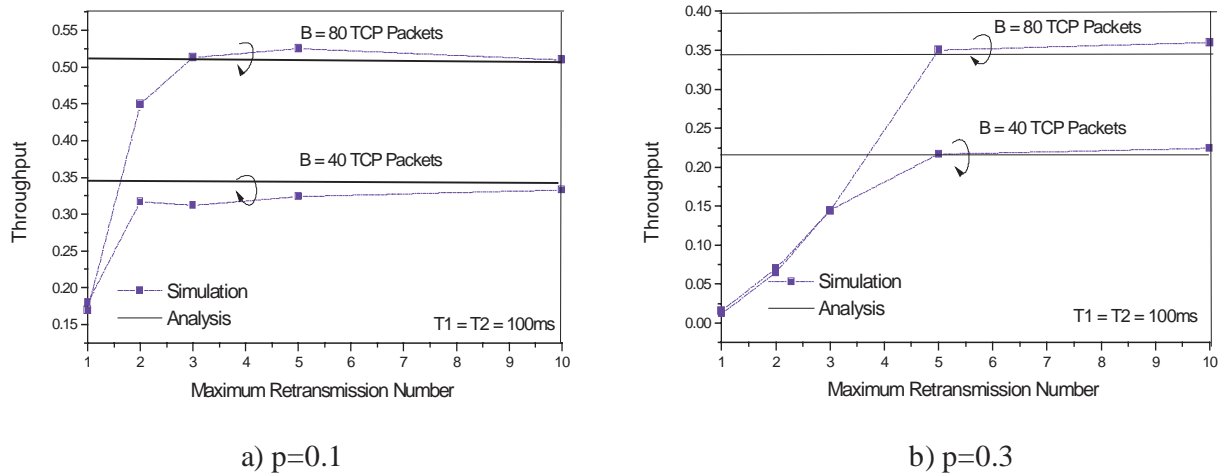 0.55
0.50
0.45
0.40
0.35
0.30
0.25
0.20
0.15
Throughput
B = 80 TCP Packets
B = 40 TCP Packets
Simulation
Analysis
T1 = T2 = 100ms
1 2 3 4 5 6 7 8 9 10
Maximum Retransmission Number
a) p=0.1
0.40
0.35
0.30
0.25
0.20
0.15
0.10
0.05
0.00
Throughput
B = 80 TCP Packets
B = 40 TCP Packets
Simulation
Analysis
T1 = T2 = 100ms
1 2 3 4 5 6 7 8 9 10
Maximum Retransmission Number
b) p=0.3